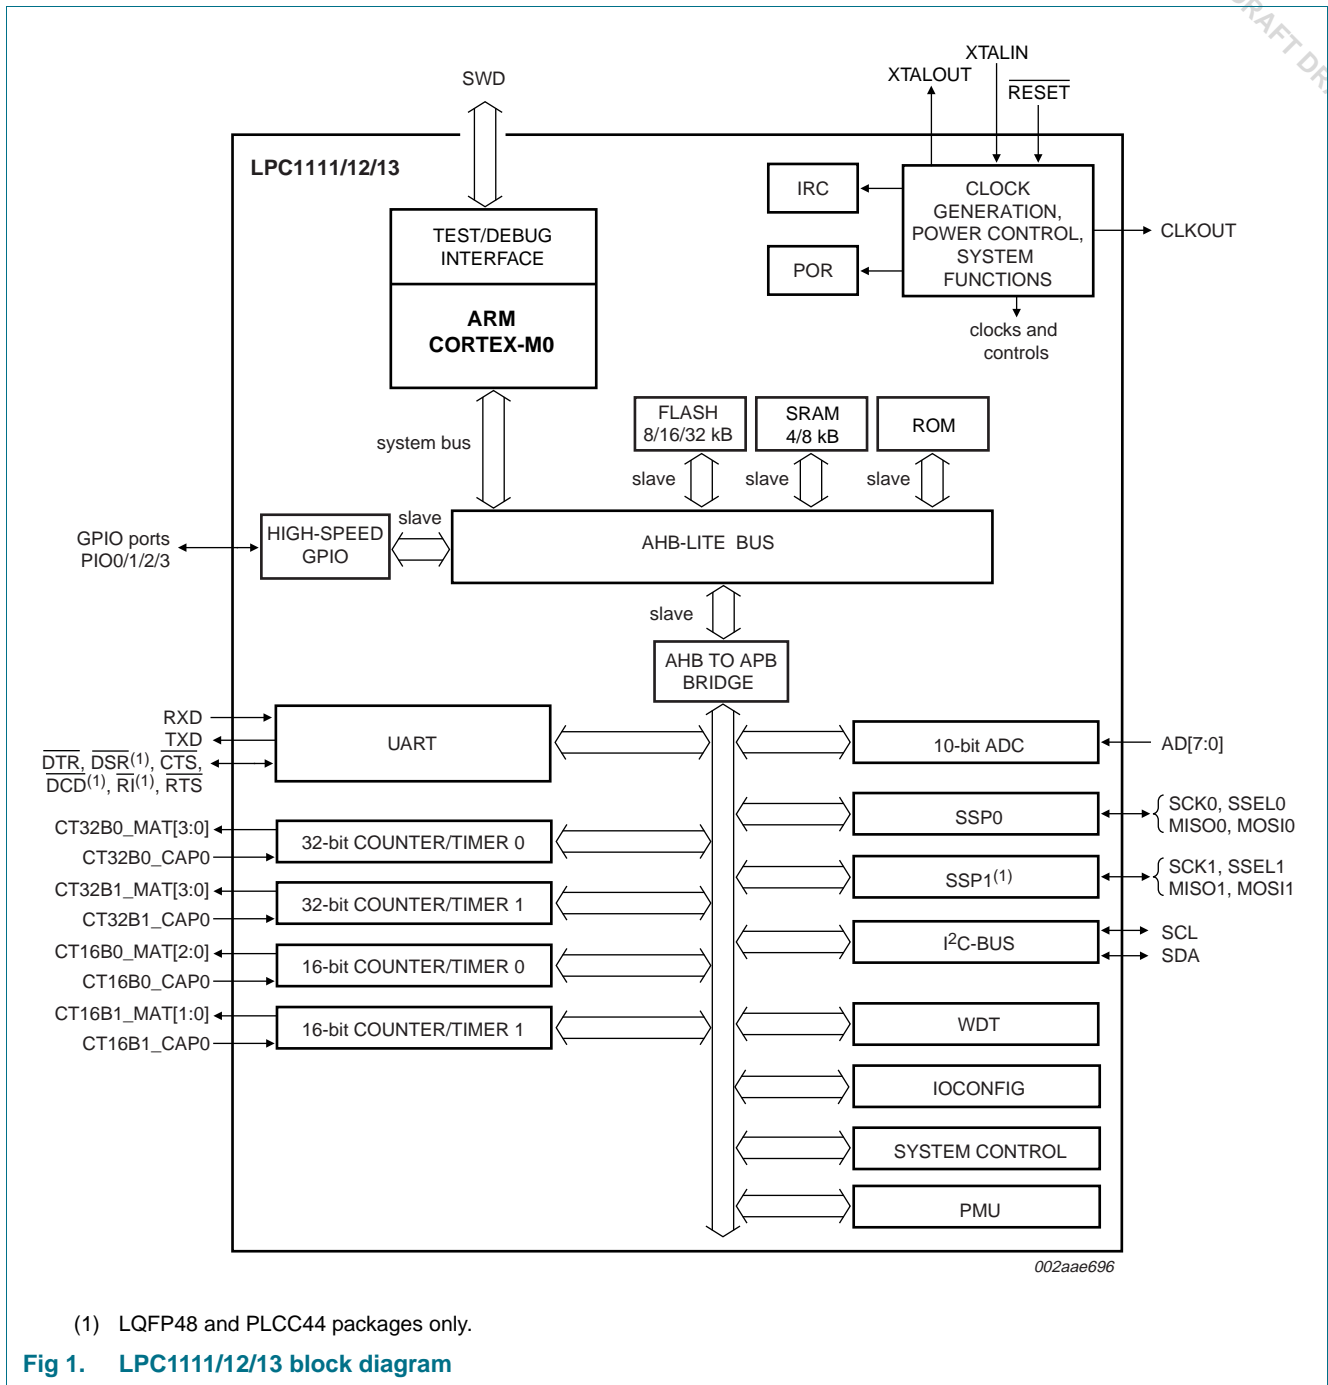 DRAFT DRA
XTALIN
XTALOUT
RESET
SWD
LPC1111/12/13
IRC
CLOCK
GENERATION,
POWER CONTROL,
SYSTEM
FUNCTIONS
CLKOUT
TEST/DEBUG
INTERFACE
POR
ARM
CORTEX-M0
clocks and
controls
FLASH
8/16/32 kB
SRAM
4/8 kB
ROM
system bus
slave
slave
slave
slave
GPIO ports
PIO0/1/2/3
HIGH-SPEED
GPIO
AHB-LITE BUS
slave
AHB TO APB
BRIDGE
RXD
TXD
DTR, DSR(1), CTS,
DCD(1), RI(1), RTS
UART
10-bit ADC
AD[7:0]
SSP0
SCK0, SSEL0
MISO0, MOSI0
CT32B0_MAT[3:0]
CT32B0_CAP0
32-bit COUNTER/TIMER 0
SSP1(1)
SCK1, SSEL1
MISO1, MOSI1
CT32B1_MAT[3:0]
CT32B1_CAP0
32-bit COUNTER/TIMER 1
I2C-BUS
SCL
SDA
CT16B0_MAT[2:0]
CT16B0_CAP0
16-bit COUNTER/TIMER 0
CT16B1_MAT[1:0]
CT16B1_CAP0
16-bit COUNTER/TIMER 1
WDT
IOCONFIG
SYSTEM CONTROL
PMU
002aae696
(1) LQFP48 and PLCC44 packages only.
Fig 1. LPC1111/12/13 block diagram